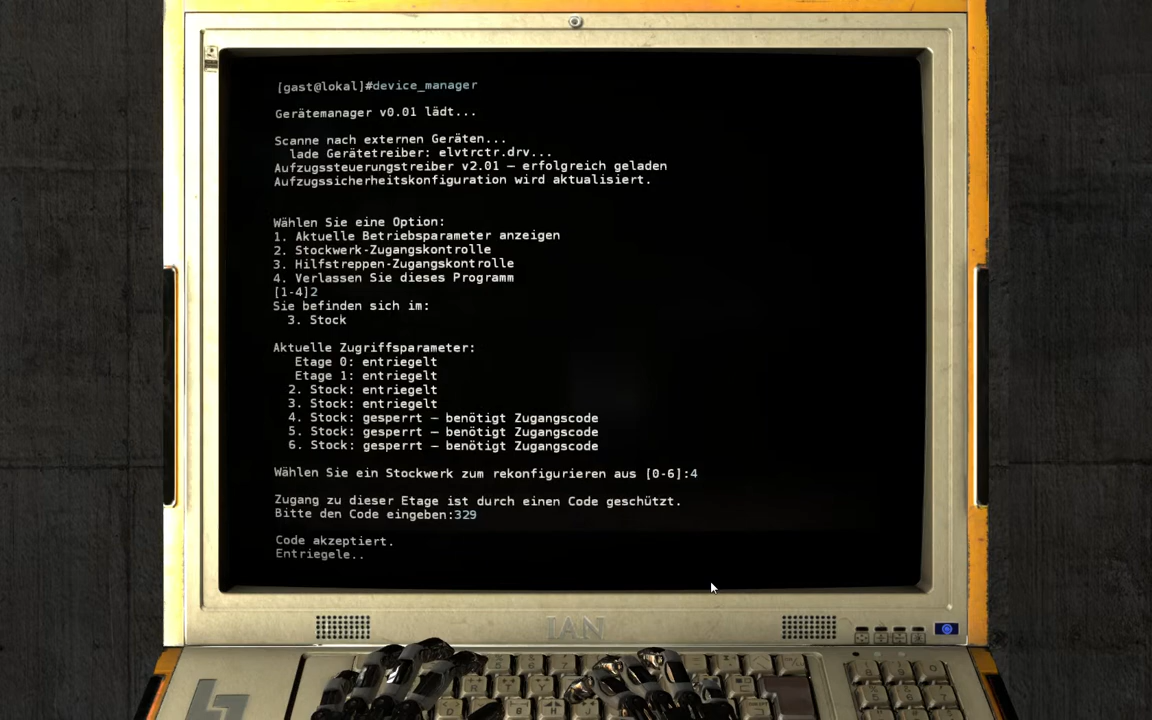 [gast@lokal]#device_manager
Gerätemanager v0.01 lädt...
Scanne nach externen Geräten...
lade Gerätetreiber: elvtrctr.drv...
Aufzugssteuerungstreiber v2.01 – erfolgreich geladen
Aufzugssicherheitskonfiguration wird aktualisiert.
Wählen Sie eine Option:
1. Aktuelle Betriebsparameter anzeigen
2. Stockwerk-Zugangskontrolle
3. Hilfstreppen-Zugangskontrolle
4. Verlassen Sie dieses Programm
[1-4]2
Sie befinden sich im:
3. Stock
Aktuelle Zugriffsparameter:
Etage 0: entriegelt
Etage 1: entriegelt
2. Stock: entriegelt
3. Stock: entriegelt
4. Stock: gesperrt – benötigt Zugangscode
5. Stock: gesperrt – benötigt Zugangscode
6. Stock: gesperrt – benötigt Zugangscode
Wählen Sie ein Stockwerk zum rekonfigurieren aus [0-6]:4
Zugang zu dieser Etage ist durch einen Code geschützt.
Bitte den Code eingeben:329
Code akzeptiert.
Entriegele..
IAN